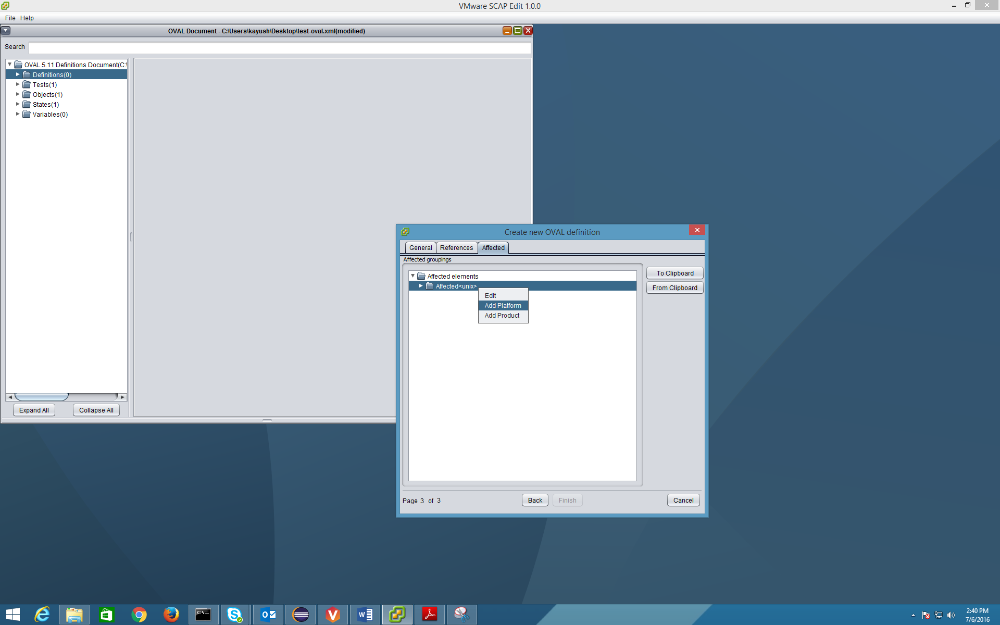 VMware SCAP Edit 1.0.0
File Help
OVAL Document - C:\Users\kayush\Desktop\test-oval.xml(modified)
Search
OVAL 5.11 Definitions Document(C:\
Definitions(0)
Tests(1)
Objects(1)
States(1)
Variables(0)
Expand All Collapse All
Create new OVAL definition
General References Affected
Affected groupings
Affected elements
Affected<unix>
Edit
Add Platform
Add Product
To Clipboard
From Clipboard
Page 3 of 3
Back Finish Cancel
C:\_
2:40 PM
7/6/2016